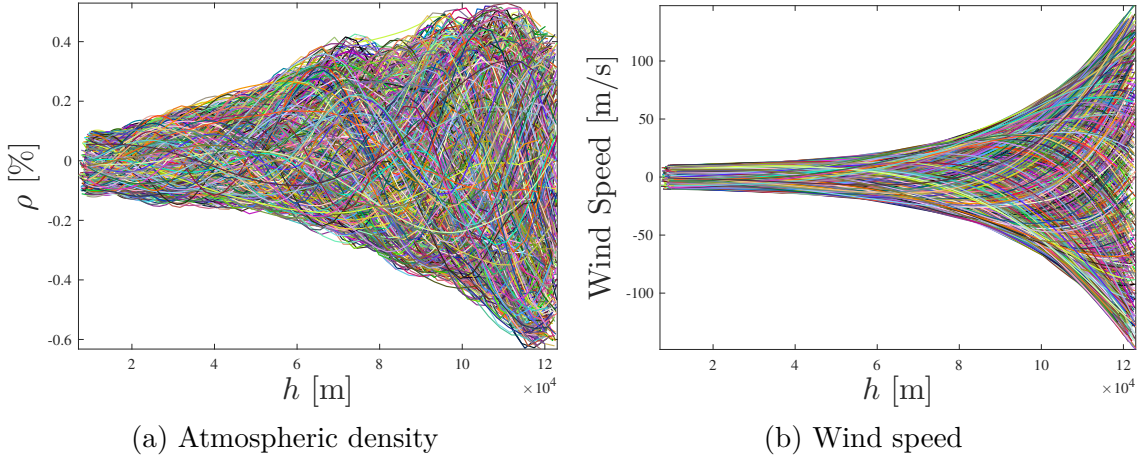 0.4
0.2
0
-0.2
-0.4
-0.6
ρ [%]
2 4 6 8 10 12
×10⁴
h [m]
(a) Atmospheric density
100
50
0
-50
-100
Wind Speed [m/s]
2 4 6 8 10 12
×10⁴
h [m]
(b) Wind speed